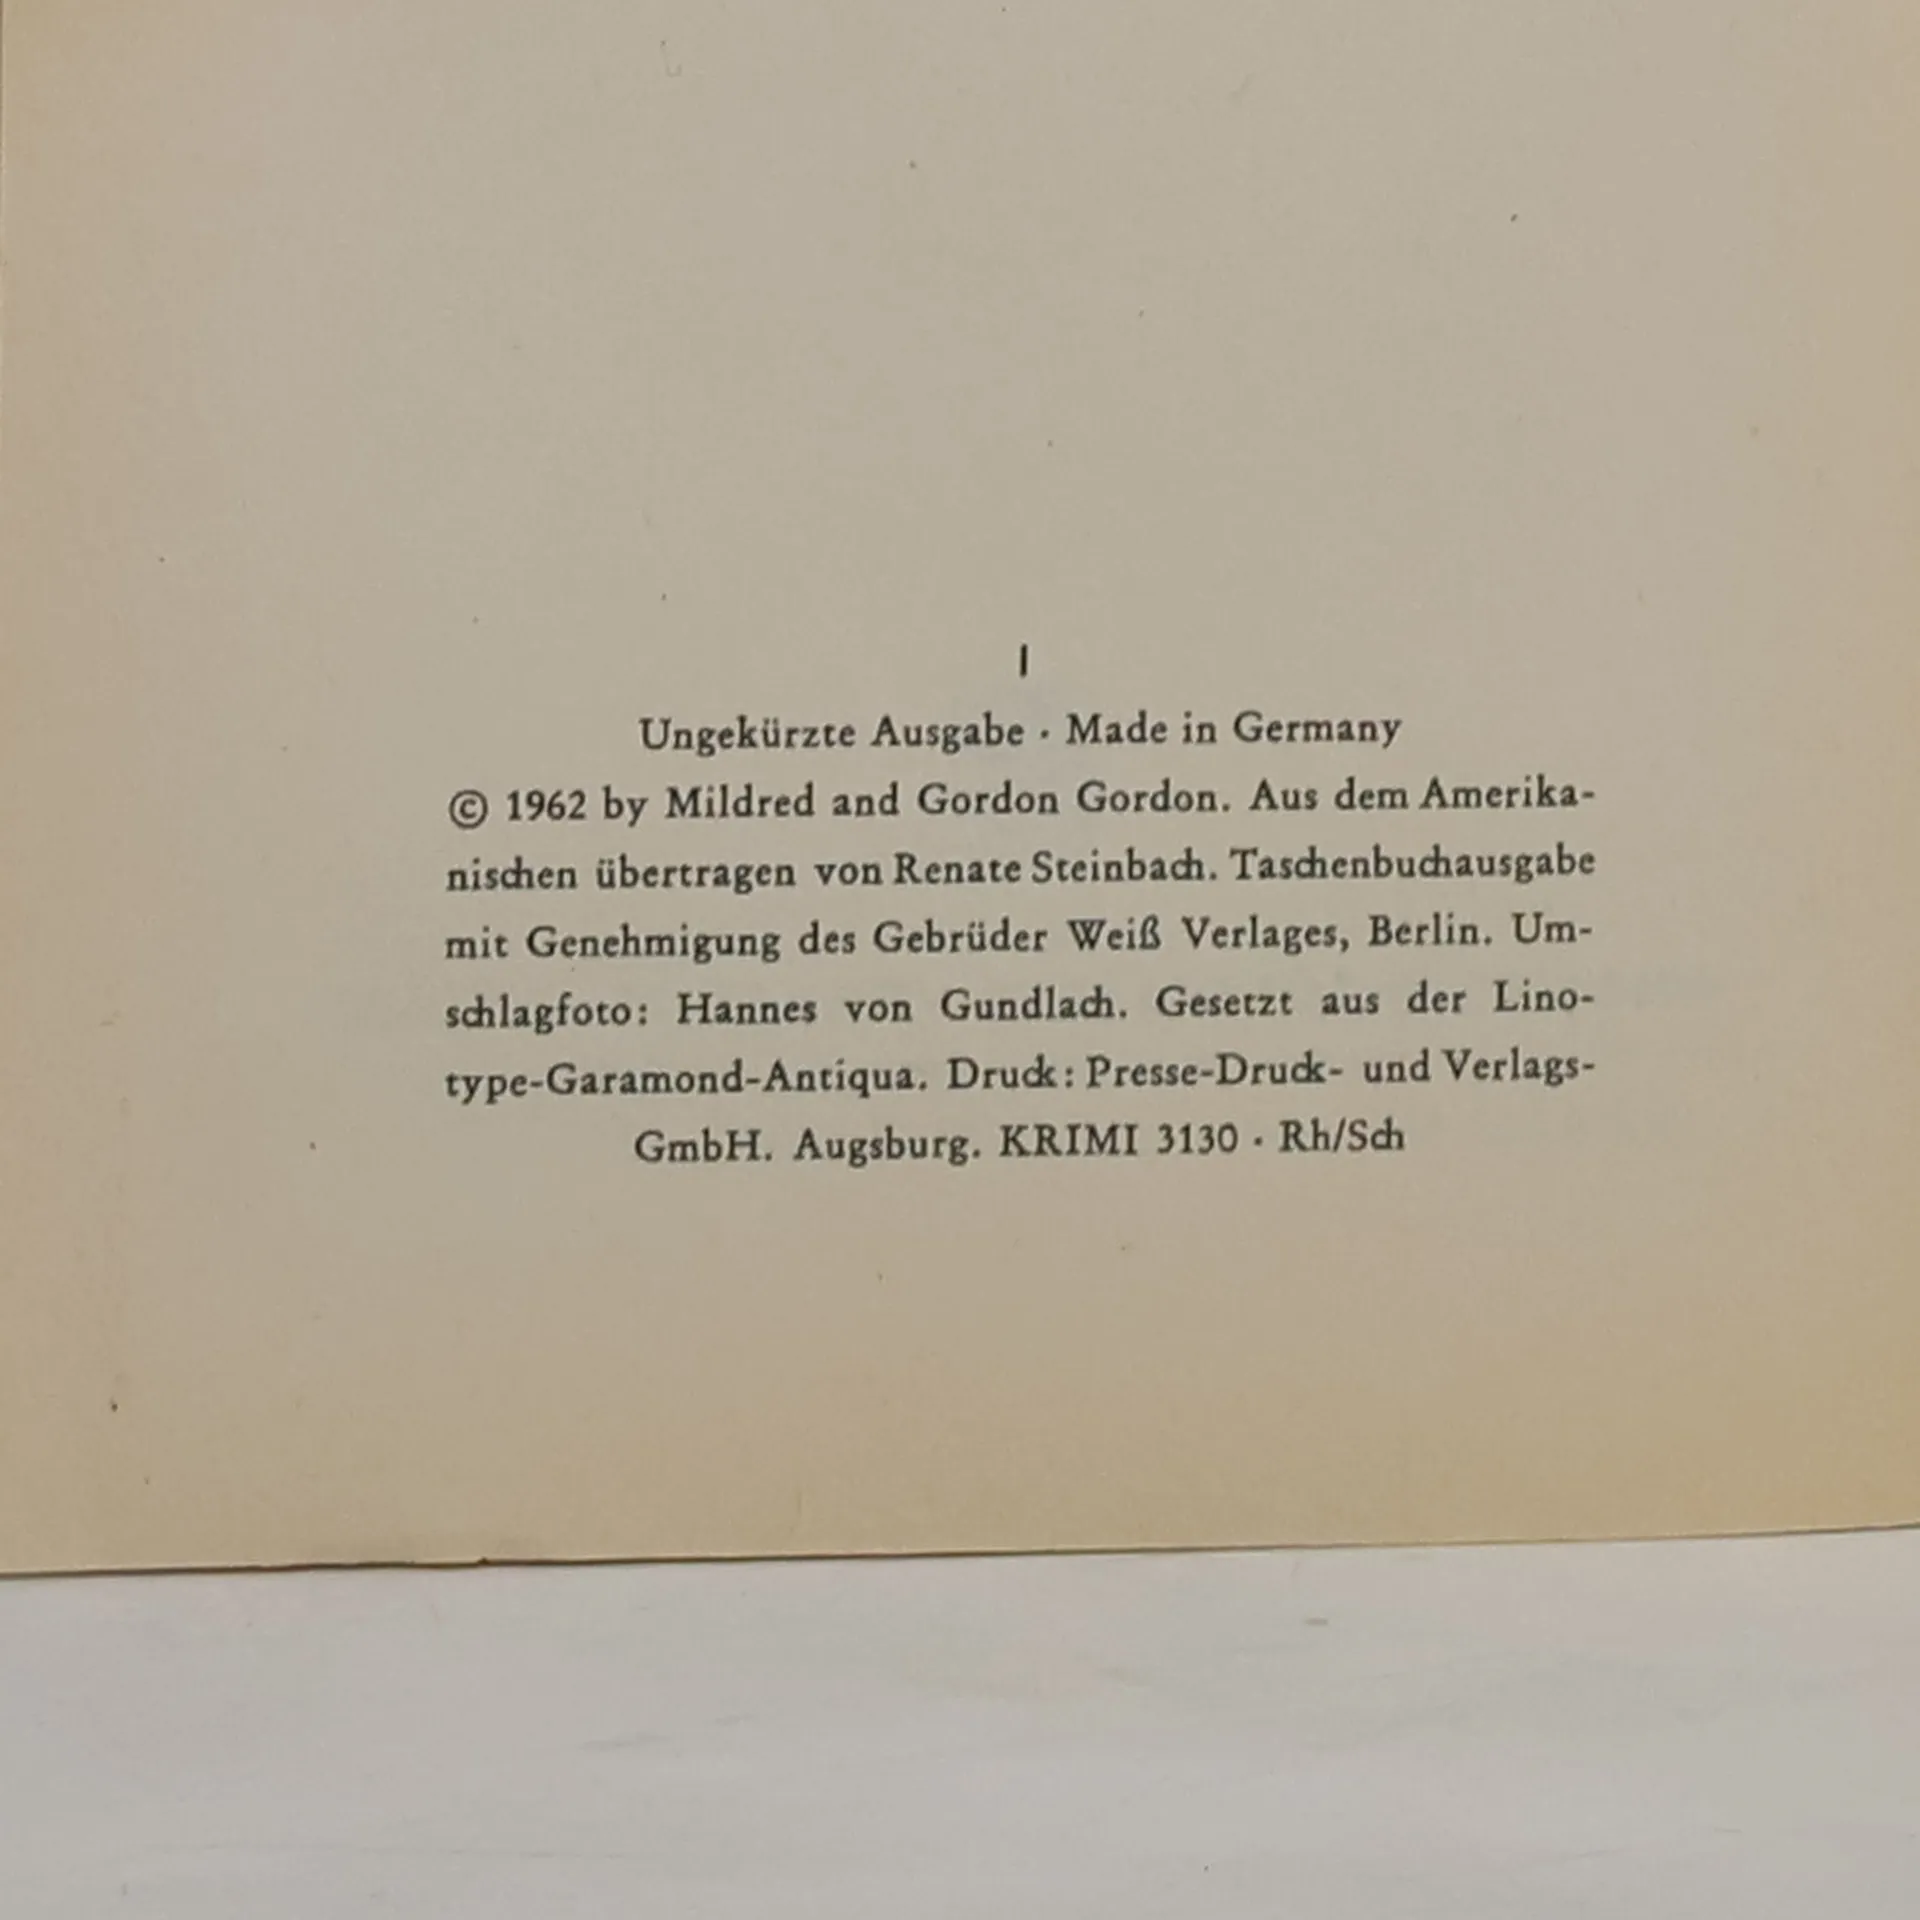 I
Ungekürzte Ausgabe · Made in Germany
© 1962 by Mildred and Gordon Gordon. Aus dem Amerika-
nischen übertragen von Renate Steinbach. Taschenbuchausgabe
mit Genehmigung des Gebrüder Weiß Verlages, Berlin. Um-
schlagfoto: Hannes von Gundlach. Gesetzt aus der Lino-
type-Garamond-Antiqua. Druck: Presse-Druck- und Verlags-
GmbH. Augsburg. KRIMI 3130 · Rh/Sch